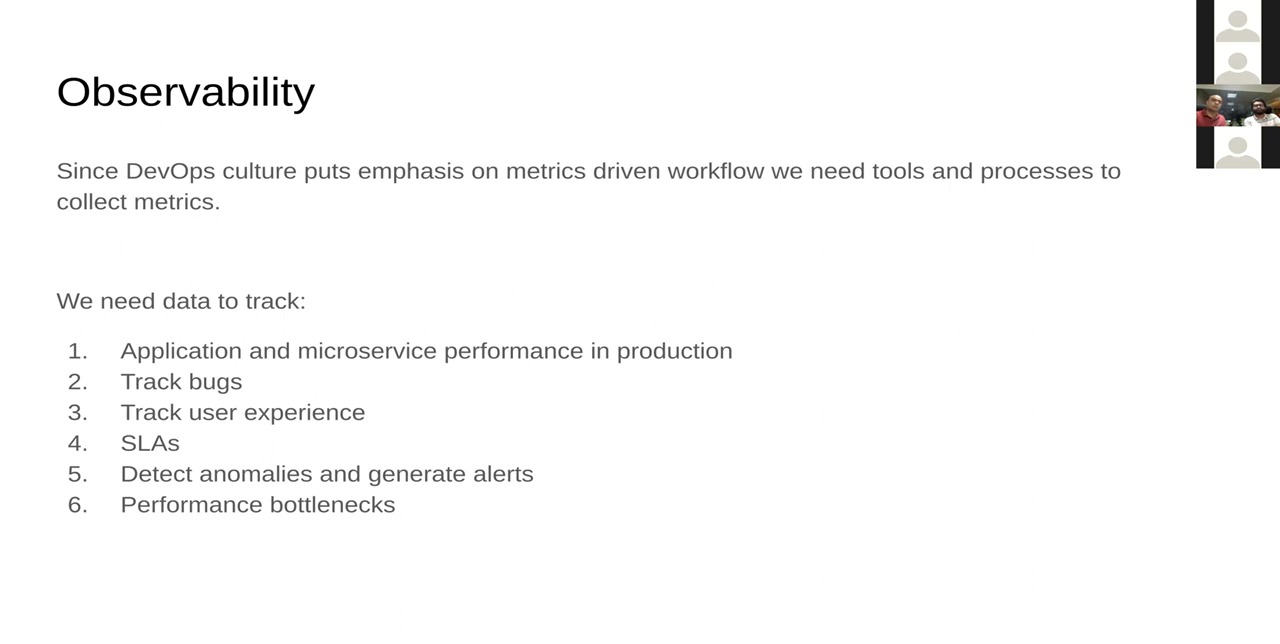 Observability
Since DevOps culture puts emphasis on metrics driven workflow we need tools and processes to
collect metrics.
We need data to track:
1. Application and microservice performance in production
2. Track bugs
3. Track user experience
4. SLAs
5. Detect anomalies and generate alerts
6. Performance bottlenecks